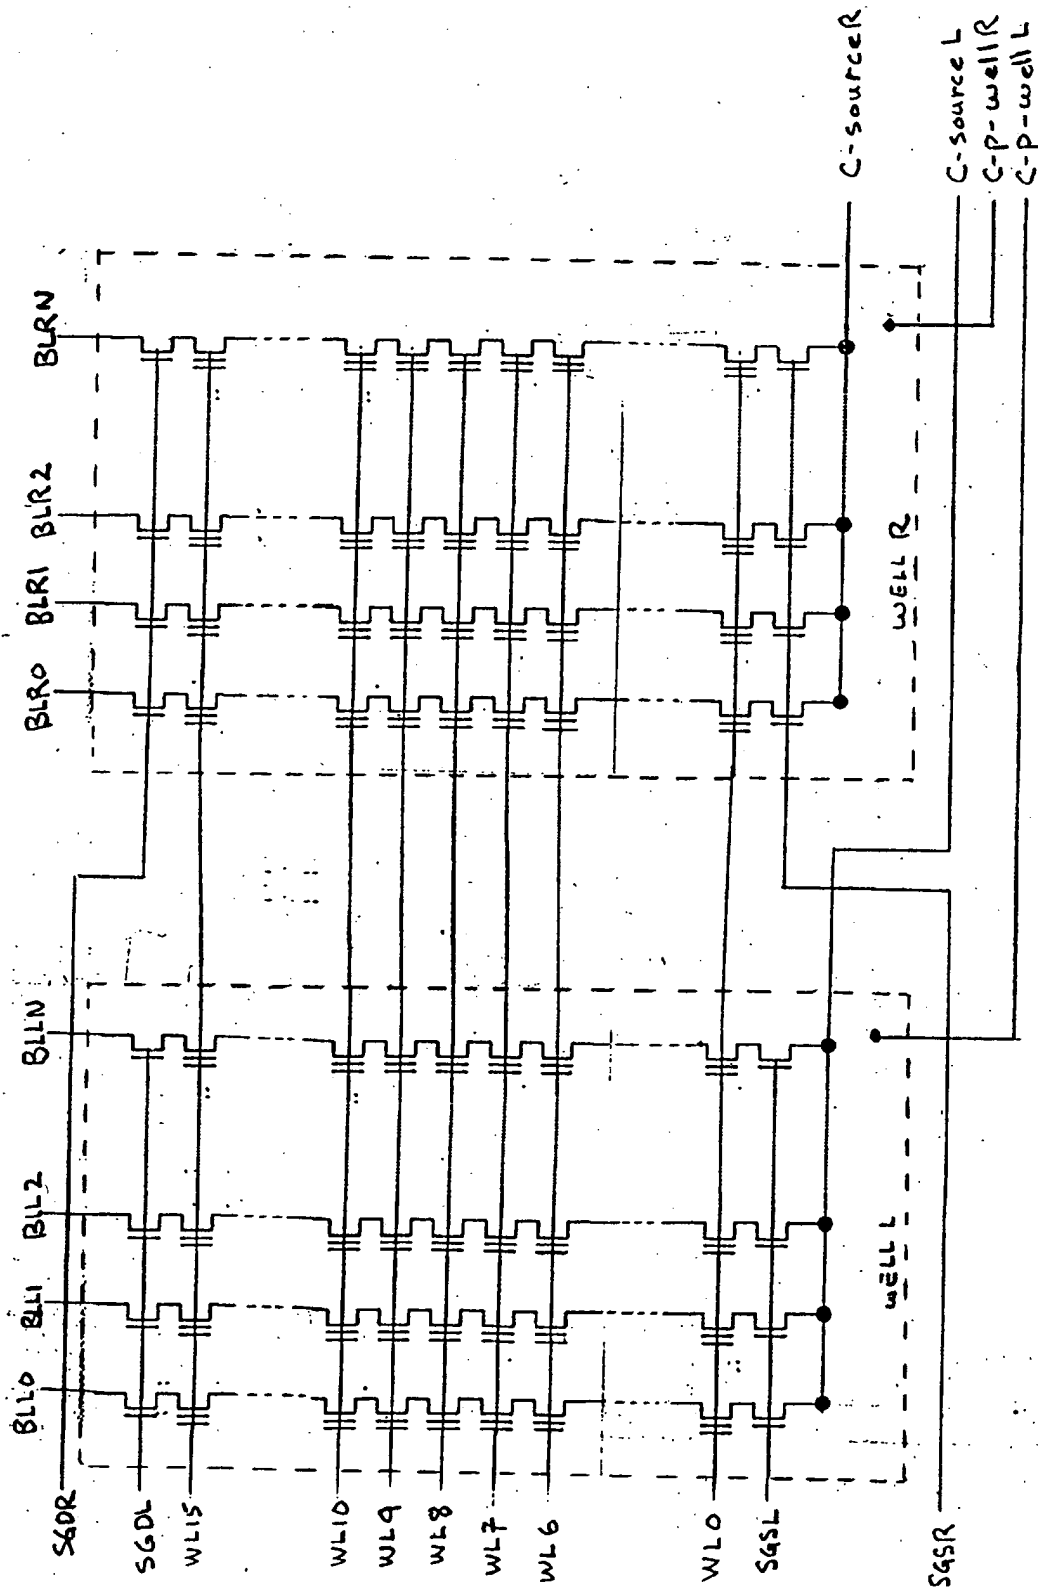 BLL0 BLL1 BLL2 BLLN BLR0 BLR1 BLR2 BLRN
SGDR
SGDL
WL15
WL10
WL9
WL8
WL7
WL6
WL0
SGSL
SGSR
WELL L
WELL R
C-source R
C-source L
C-p-well R
C-p-well L